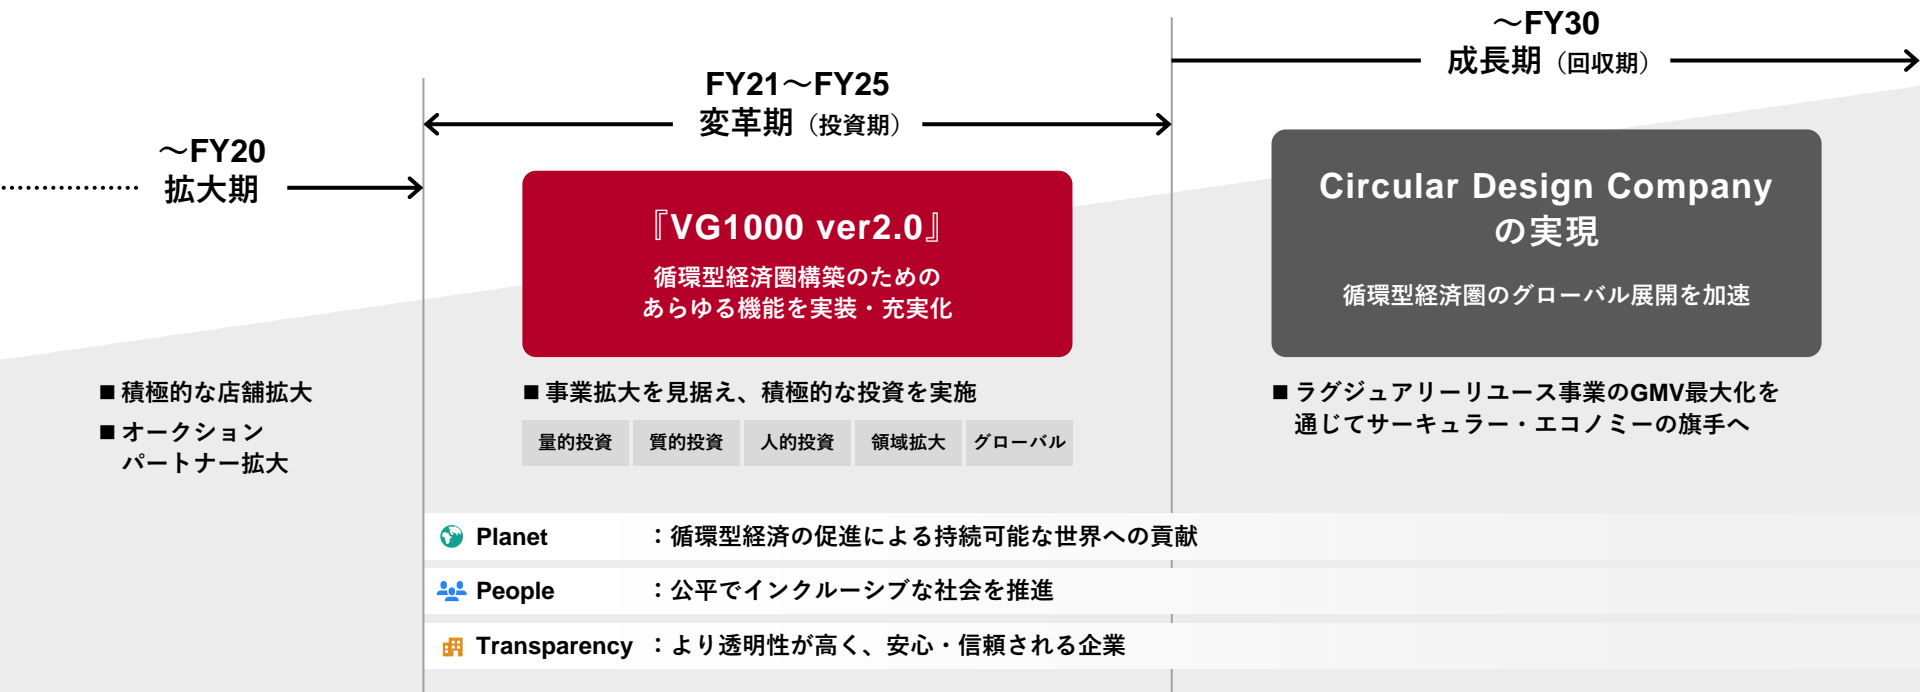 ～FY20
拡大期
■ 積極的な店舗拡大
■ オークション
パートナー拡大
FY21～FY25
変革期（投資期）
『VG1000 ver2.0』
循環型経済圏構築のための
あらゆる機能を実装・充実化
■ 事業拡大を見据え、積極的な投資を実施
量的投資 質的投資 人的投資 領域拡大 グローバル
～FY30
成長期（回収期）
Circular Design Company
の実現
循環型経済圏のグローバル展開を加速
■ ラグジュアリーリユース事業のGMV最大化を
通じてサーキュラー・エコノミーの旗手へ
Planet ：循環型経済の促進による持続可能な世界への貢献
People ：公平でインクルーシブな社会を推進
Transparency ：より透明性が高く、安心・信頼される企業